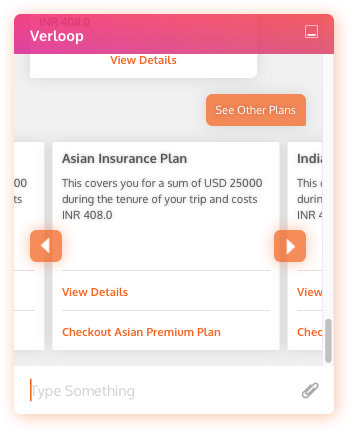 INR 408.0
Verloop
View Details
See Other Plans
Asian Insurance Plan
India
000
This covers you for a sum of USD 25000
This c
ts
during the tenure of your trip and costs
durin
INR 408.0
INR 4
View Details
View
Checkout Asian Premium Plan
Chec
Type Something